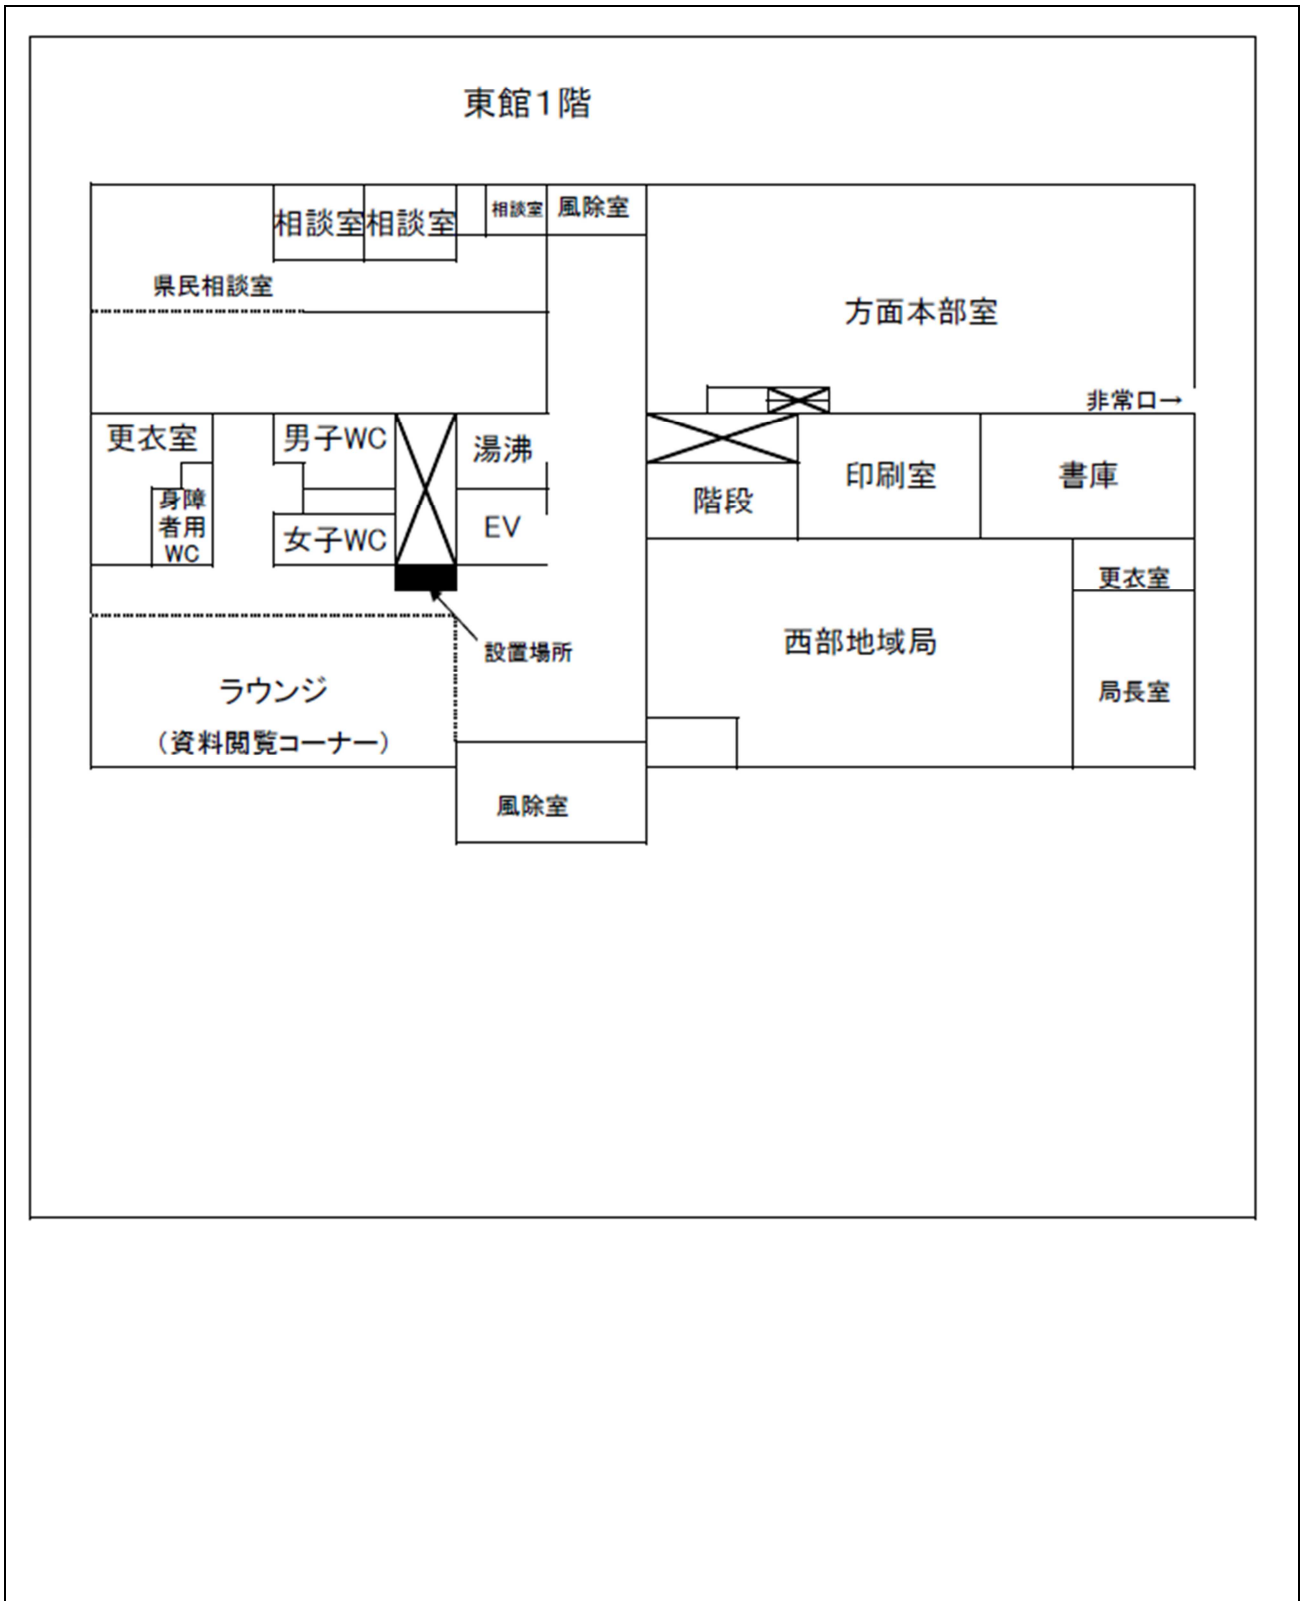 東館1階
相談室
相談室
相談室
風除室
県民相談室
方面本部室
非常口→
更衣室
男子WC
湯沸
印刷室
書庫
階段
身障
者用
WC
女子WC
EV
更衣室
設置場所
西部地域局
ラウンジ
局長室
（資料閲覧コーナー）
風除室